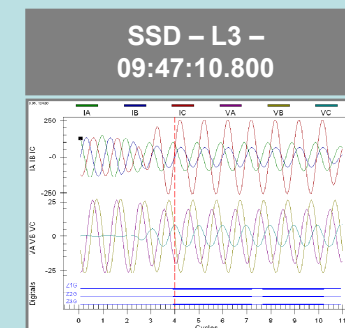 SSD – L3 –
09:47:10.800
IA IB IC VA VB VC
250
-0
-250
IA IB IC
25
0
-25
VA VB VC
Digitals
0 1 2 3 4 5 6 7 8 9 10 11
Cycles